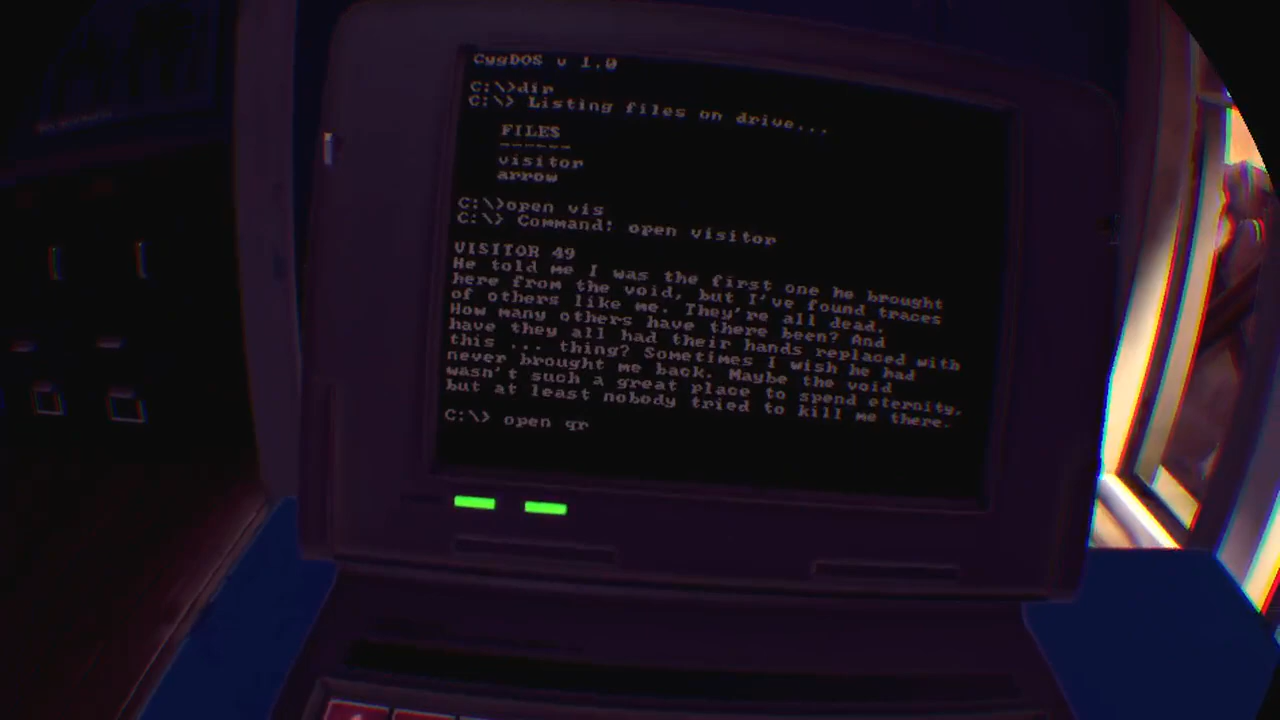 CygDOS v 1.0
C:\>dir
C:\> Listing files on drive...
FILES
------
visitor
arrow
C:\>open vis
C:\> Command: open visitor
VISITOR 49
He told me I was the first one he brought
here from the void, but I've found traces
of others like me. They're all dead.
How many others have there been? And
have they all had their hands replaced with
this ... thing? Sometimes I wish he had
never brought me back. Maybe the void
wasn't such a great place to spend eternity,
but at least nobody tried to kill me there.
C:\> open qr